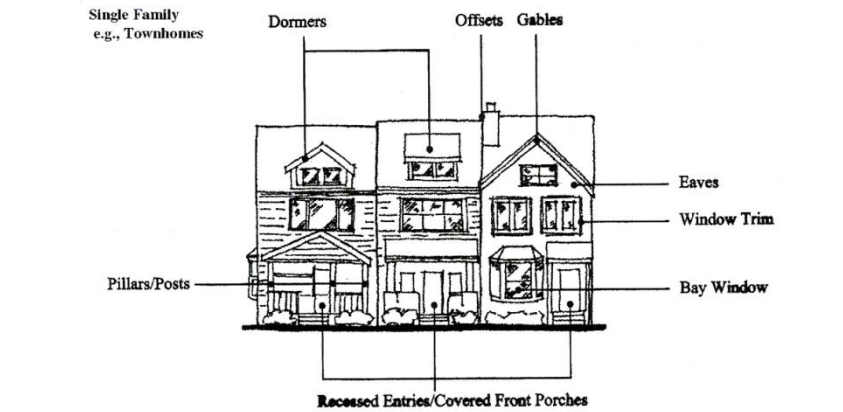 Single Family
e.g., Townhomes
Dormers
Offsets Gables
Eaves
Window Trim
Pillars/Posts
Bay Window
Recessed Entries/Covered Front Porches